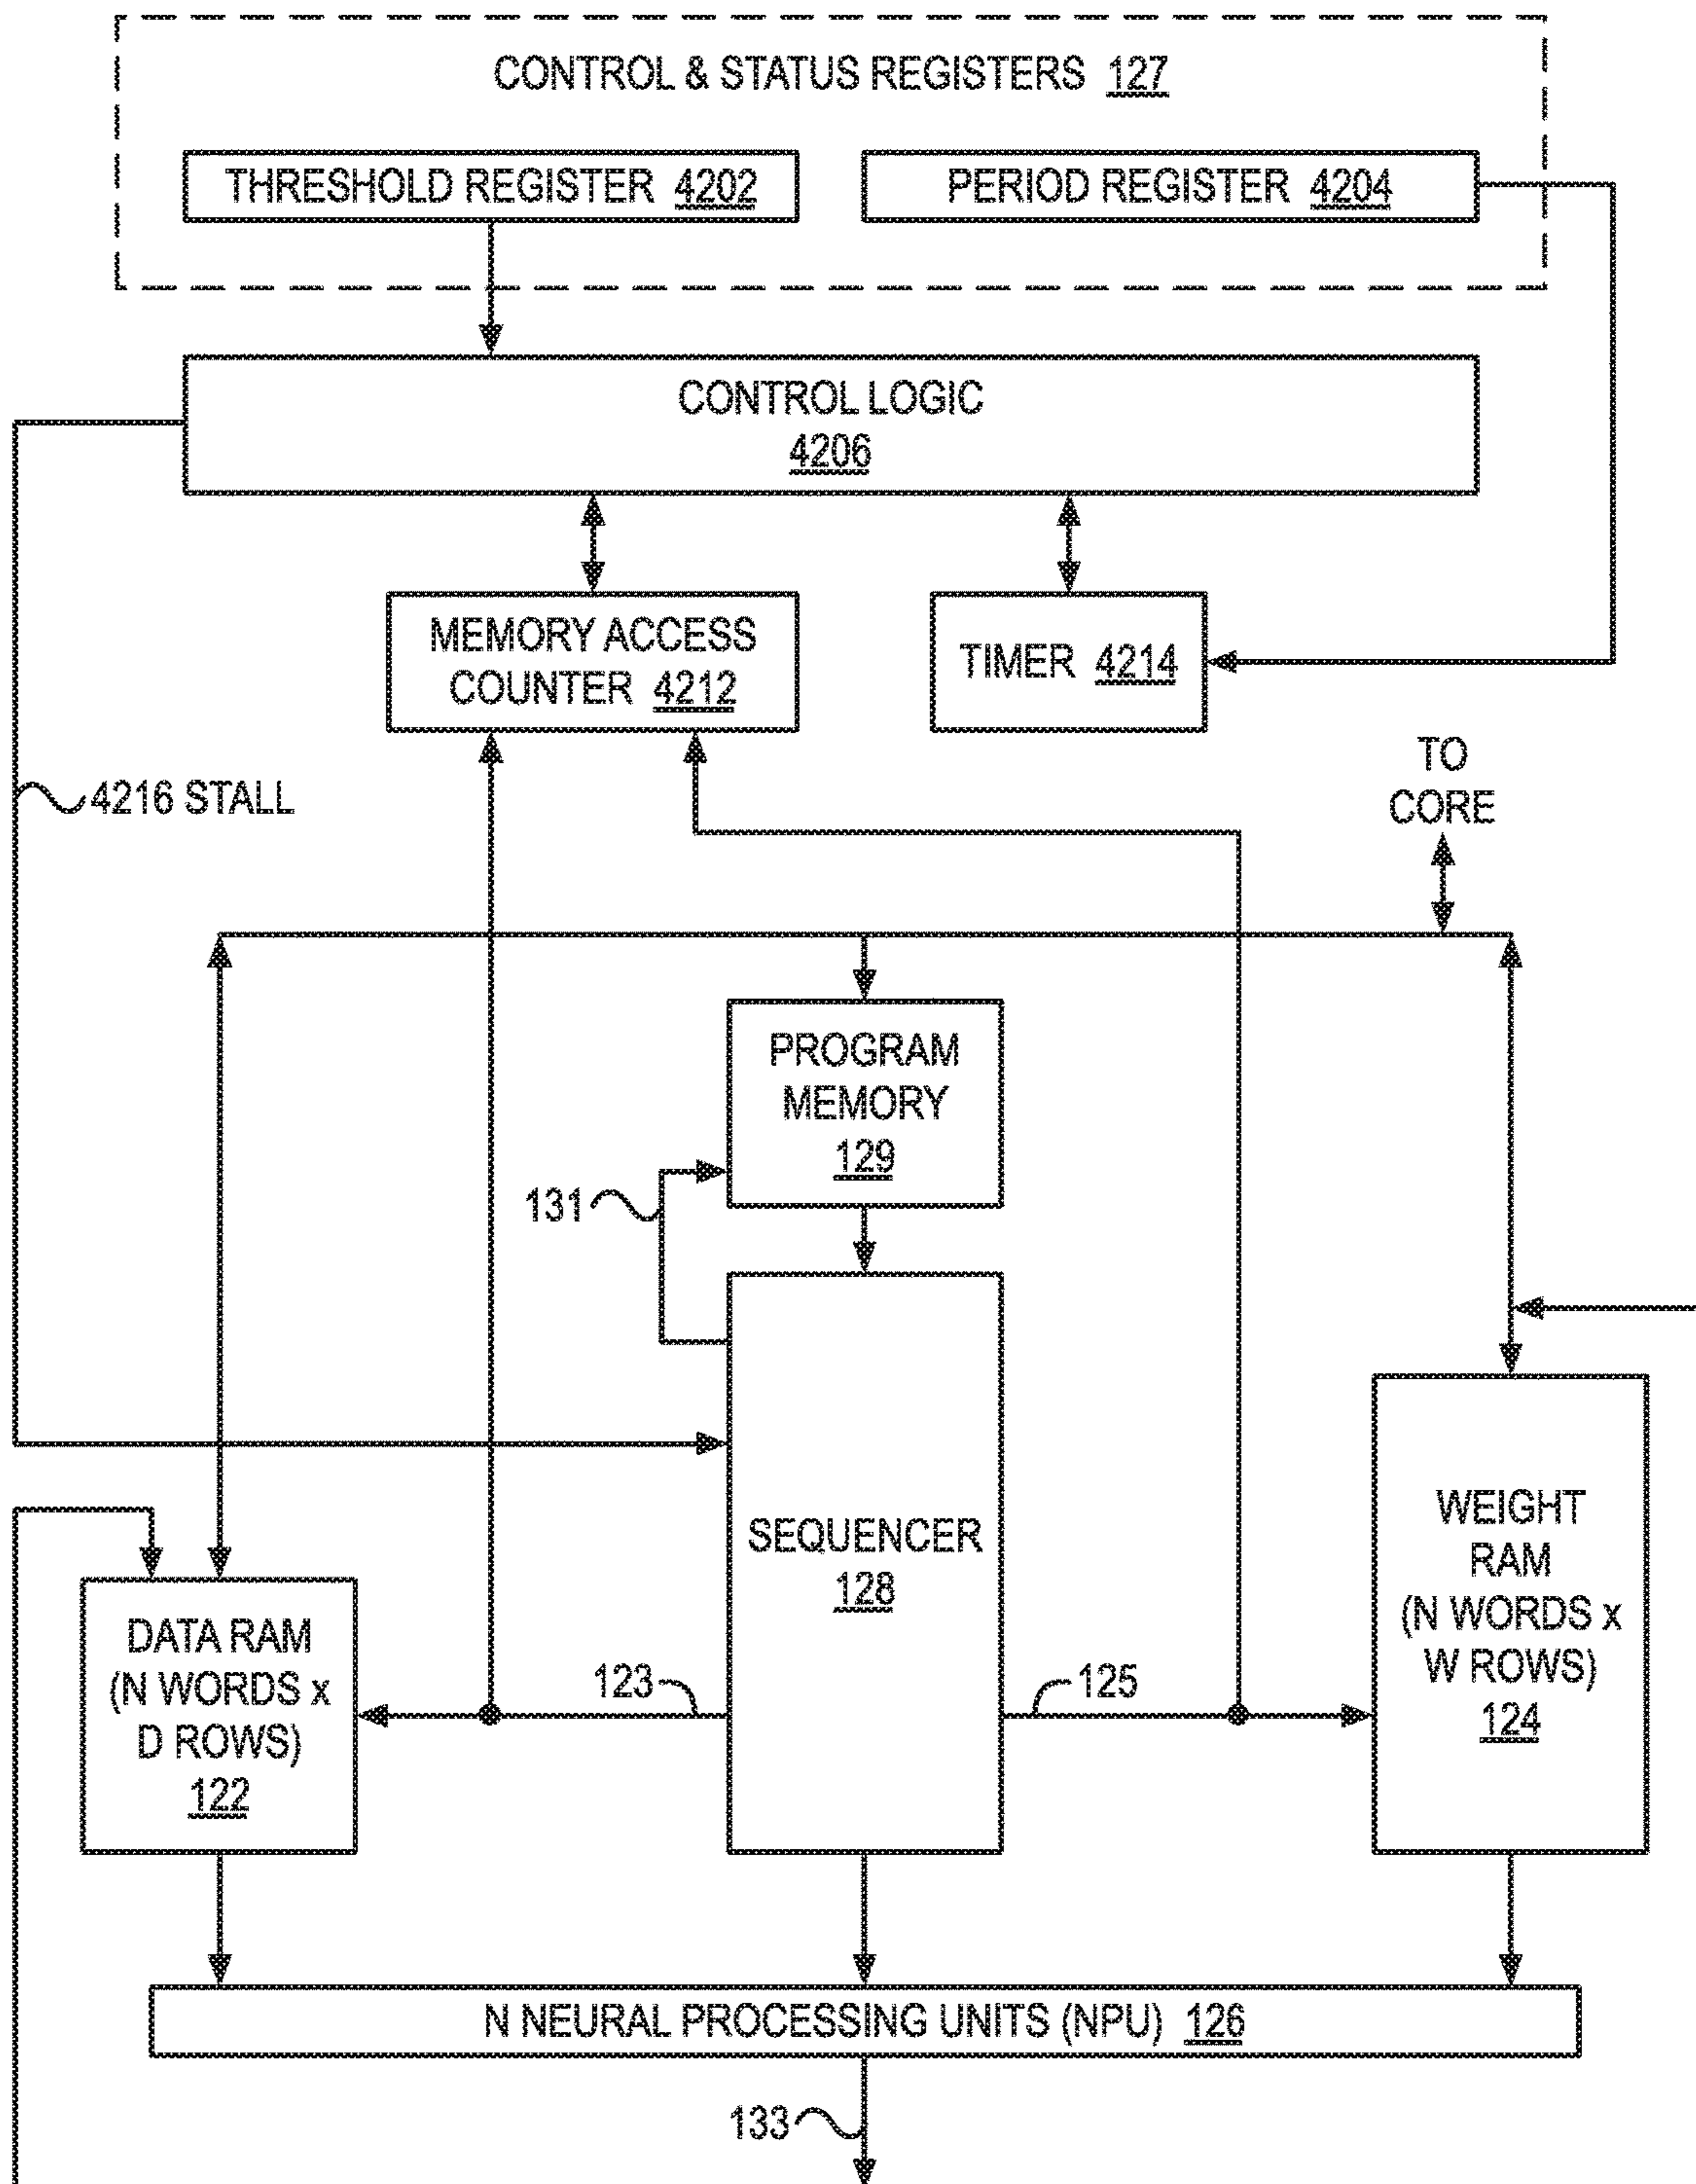 CONTROL & STATUS REGISTERS 127
THRESHOLD REGISTER 4202
PERIOD REGISTER 4204
CONTROL LOGIC
4206
MEMORY ACCESS
COUNTER 4212
TIMER 4214
4216 STALL
TO
CORE
PROGRAM
MEMORY
129
131
SEQUENCER
128
WEIGHT
RAM
(N WORDS x
W ROWS)
124
DATA RAM
(N WORDS x
D ROWS)
122
123
125
N NEURAL PROCESSING UNITS (NPU) 126
133